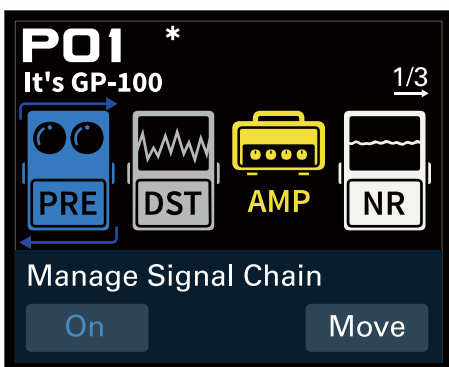 P01 *
It's GP-100
1/3
PRE DST AMP NR
Manage Signal Chain
On Move